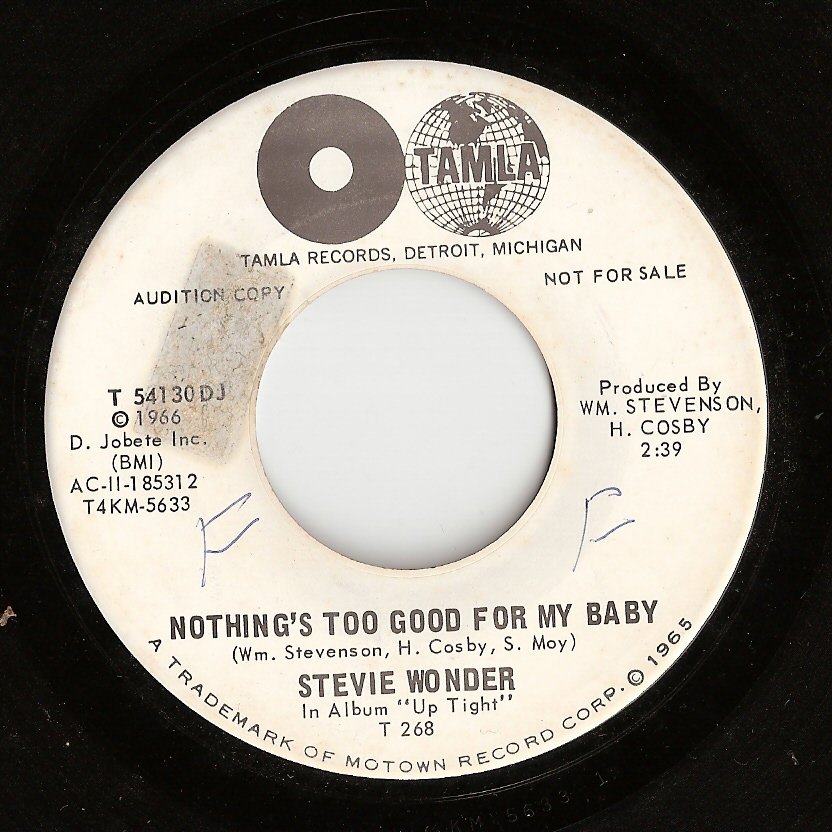 TAMLA
TAMLA RECORDS, DETROIT, MICHIGAN
AUDITION COPY
NOT FOR SALE
T 54130 DJ
© 1966
D. Jobete Inc.
(BMI)
AC-II-185312
T4KM-5633
Produced By
WM. STEVENSON,
H. COSBY
2:39
F
F
NOTHING'S TOO GOOD FOR MY BABY
(Wm. Stevenson, H. Cosby, S. Moy)
STEVIE WONDER
In Album "Up Tight"
T 268
A TRADEMARK OF MOTOWN RECORD CORP. © 1965